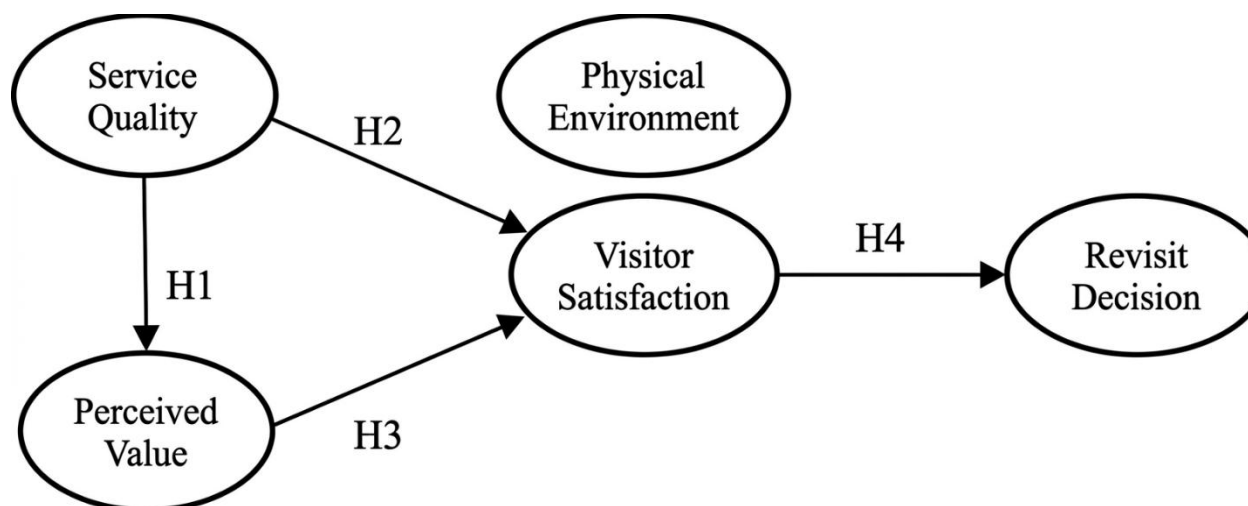 Service
Quality
Physical
Environment
H2
H1
Visitor
Satisfaction
H4
Revisit
Decision
Perceived
Value
H3